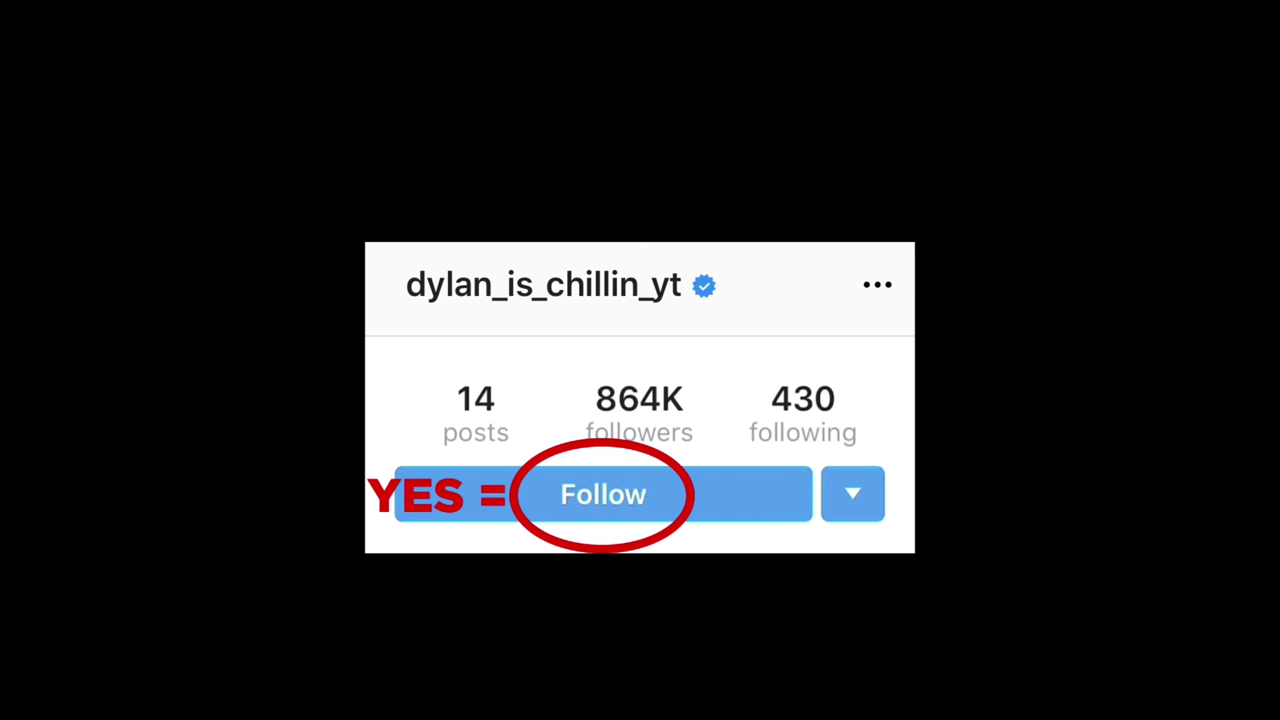 dylan_is_chillin_yt
14 864K 430
posts followers following
YES = Follow